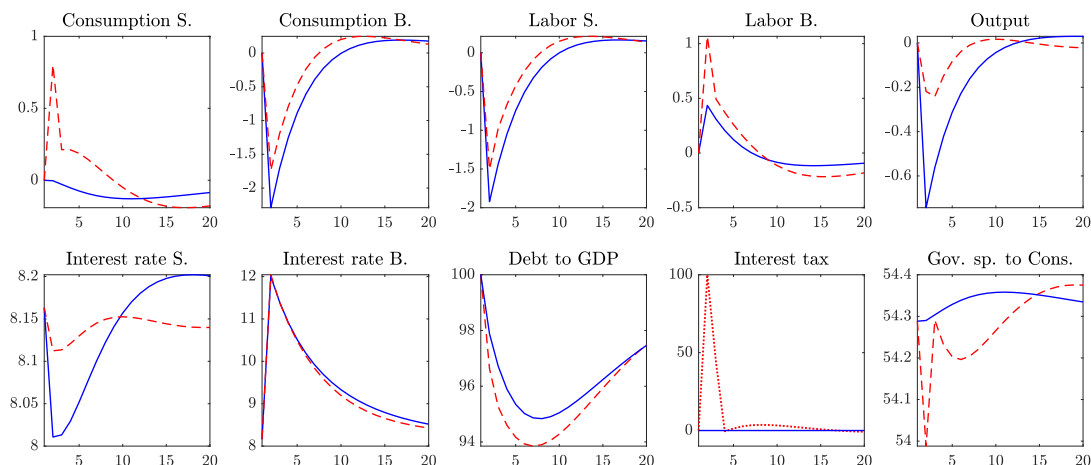 Consumption S.
1
0.5
0
5 10 15 20
Consumption B.
0
-0.5
-1
-1.5
-2
5 10 15 20
Labor S.
0
-0.5
-1
-1.5
-2
5 10 15 20
Labor B.
1
0.5
0
-0.5
5 10 15 20
Output
0
-0.2
-0.4
-0.6
5 10 15 20
Interest rate S.
8.2
8.15
8.1
8.05
8
5 10 15 20
Interest rate B.
12
11
10
9
8
5 10 15 20
Debt to GDP
100
98
96
94
5 10 15 20
Interest tax
100
50
0
5 10 15 20
Gov. sp. to Cons.
54.4
54.3
54.2
54.1
54
5 10 15 20